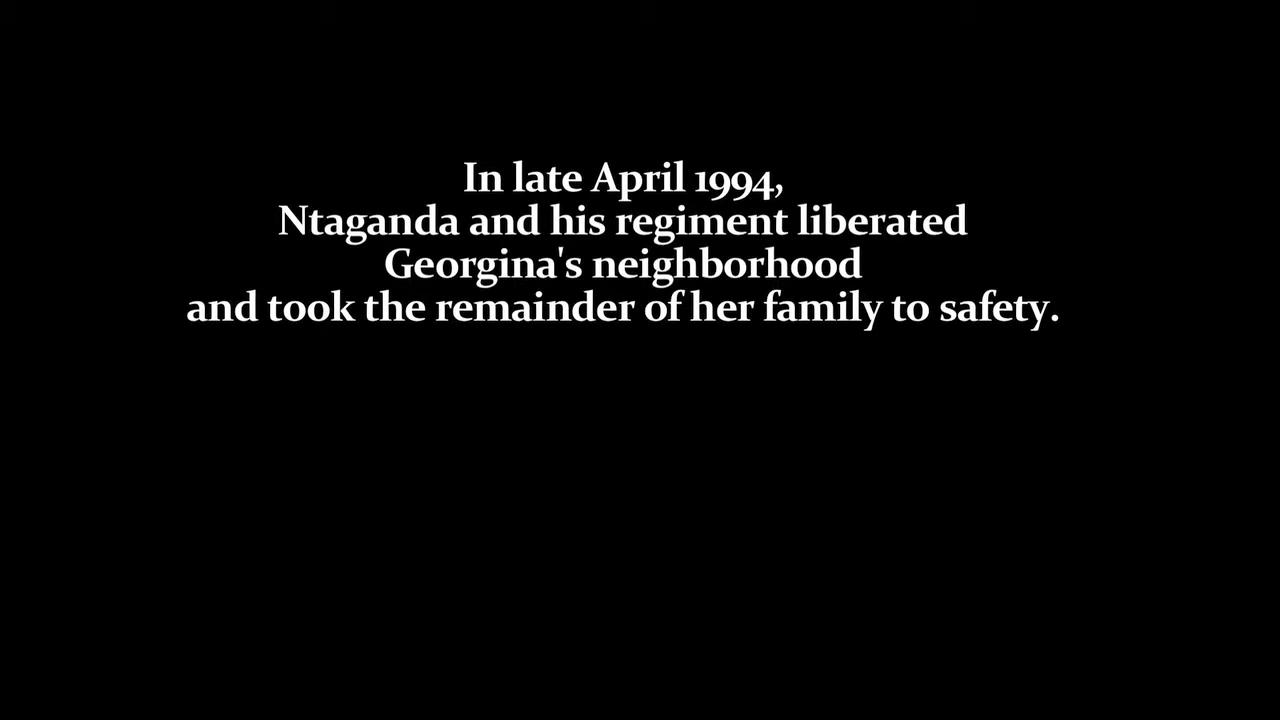 In late April 1994,
Ntaganda and his regiment liberated
Georgina's neighborhood
and took the remainder of her family to safety.